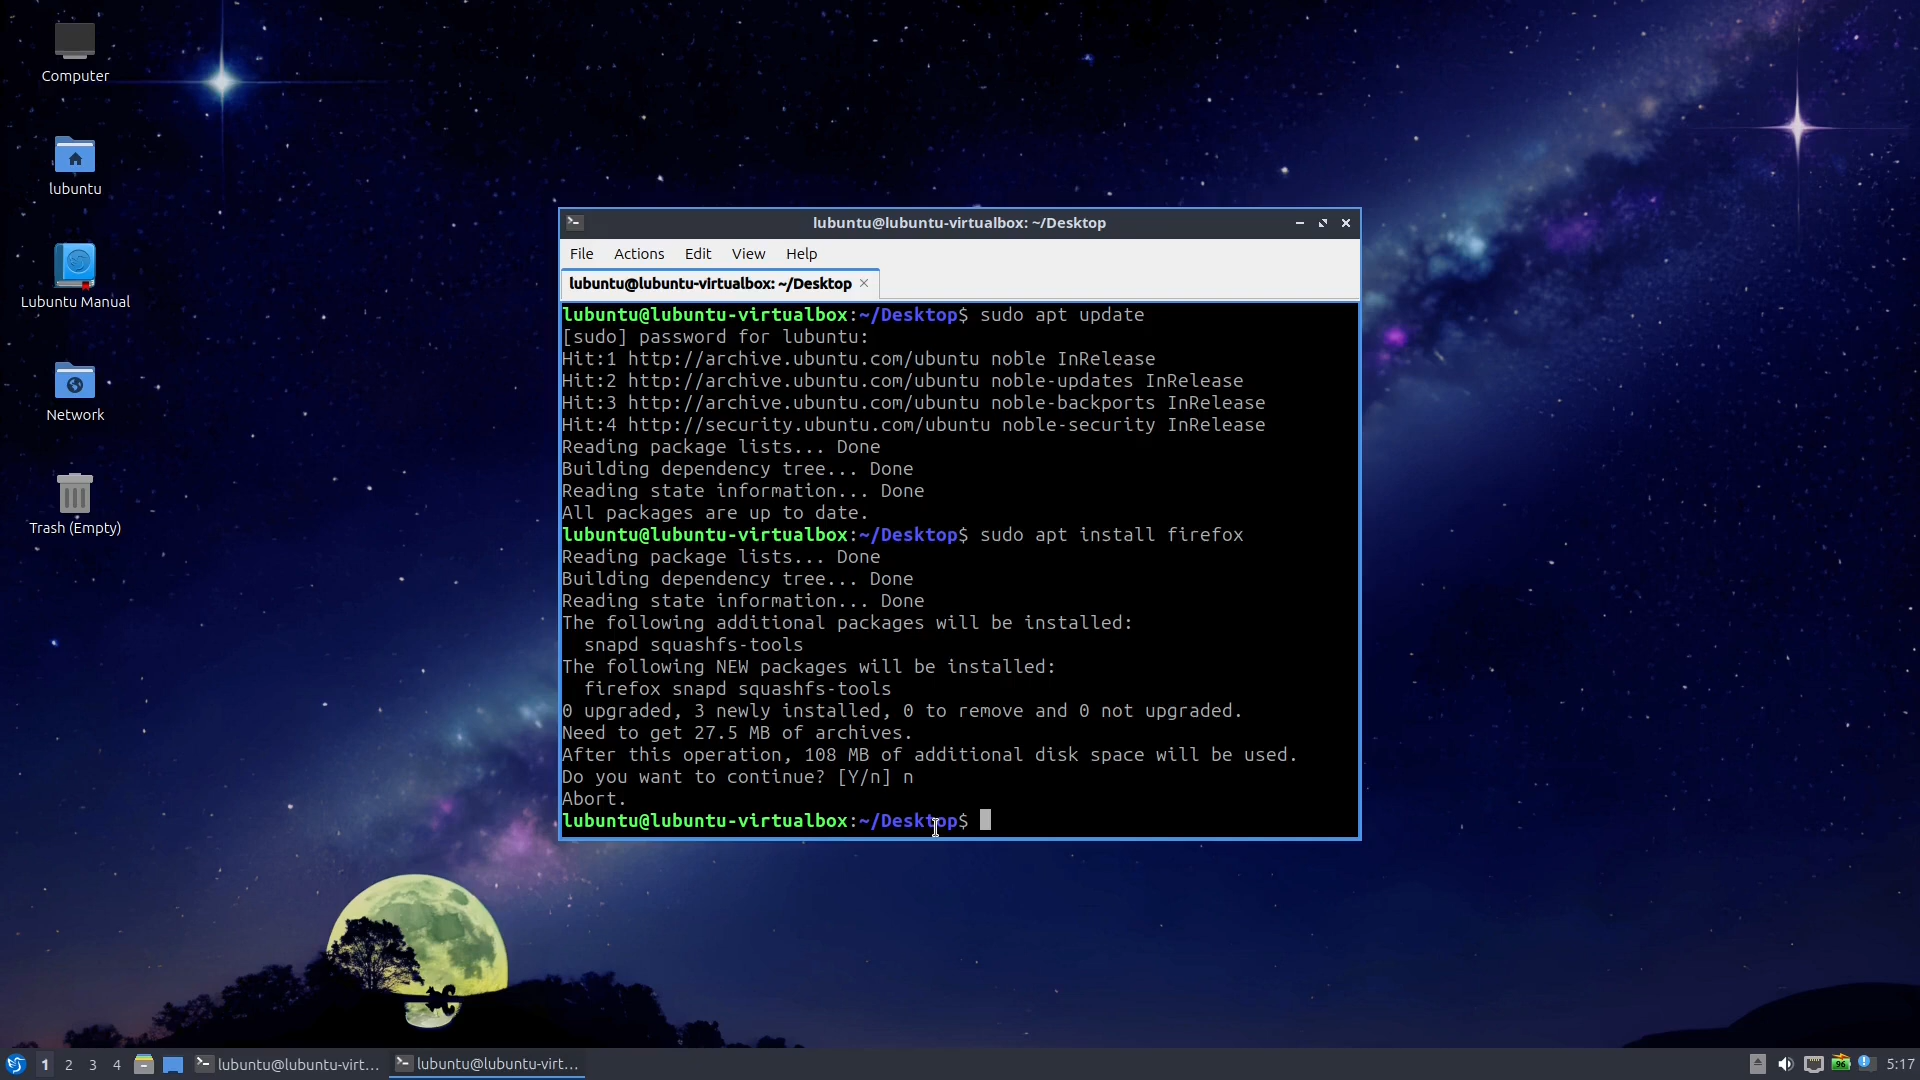 Computer
lubuntu
Lubuntu Manual
Network
Trash (Empty)
lubuntu@lubuntu-virtualbox: ~/Desktop
File Actions Edit View Help
lubuntu@lubuntu-virtualbox: ~/Desktop
lubuntu@lubuntu-virtualbox:~/Desktop$ sudo apt update
[sudo] password for lubuntu:
Hit:1 http://archive.ubuntu.com/ubuntu noble InRelease
Hit:2 http://archive.ubuntu.com/ubuntu noble-updates InRelease
Hit:3 http://archive.ubuntu.com/ubuntu noble-backports InRelease
Hit:4 http://security.ubuntu.com/ubuntu noble-security InRelease
Reading package lists... Done
Building dependency tree... Done
Reading state information... Done
All packages are up to date.
lubuntu@lubuntu-virtualbox:~/Desktop$ sudo apt install firefox
Reading package lists... Done
Building dependency tree... Done
Reading state information... Done
The following additional packages will be installed:
  snapd squashfs-tools
The following NEW packages will be installed:
  firefox snapd squashfs-tools
0 upgraded, 3 newly installed, 0 to remove and 0 not upgraded.
Need to get 27.5 MB of archives.
After this operation, 108 MB of additional disk space will be used.
Do you want to continue? [Y/n] n
Abort.
lubuntu@lubuntu-virtualbox:~/Desktop$
1 2 3 4 lubuntu@lubuntu-virt... lubuntu@lubuntu-virt... 96 5:17